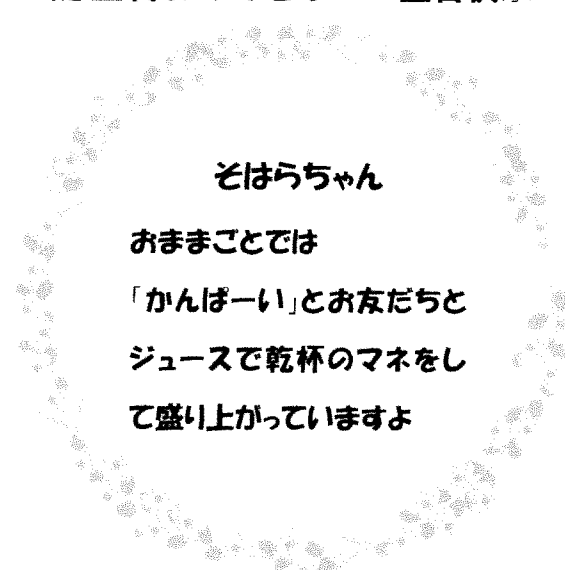 そはらちゃん
おままごとでは
「かんぱーい」とお友だちと
ジュースで乾杯のマネをし
て盛り上がっていますよ